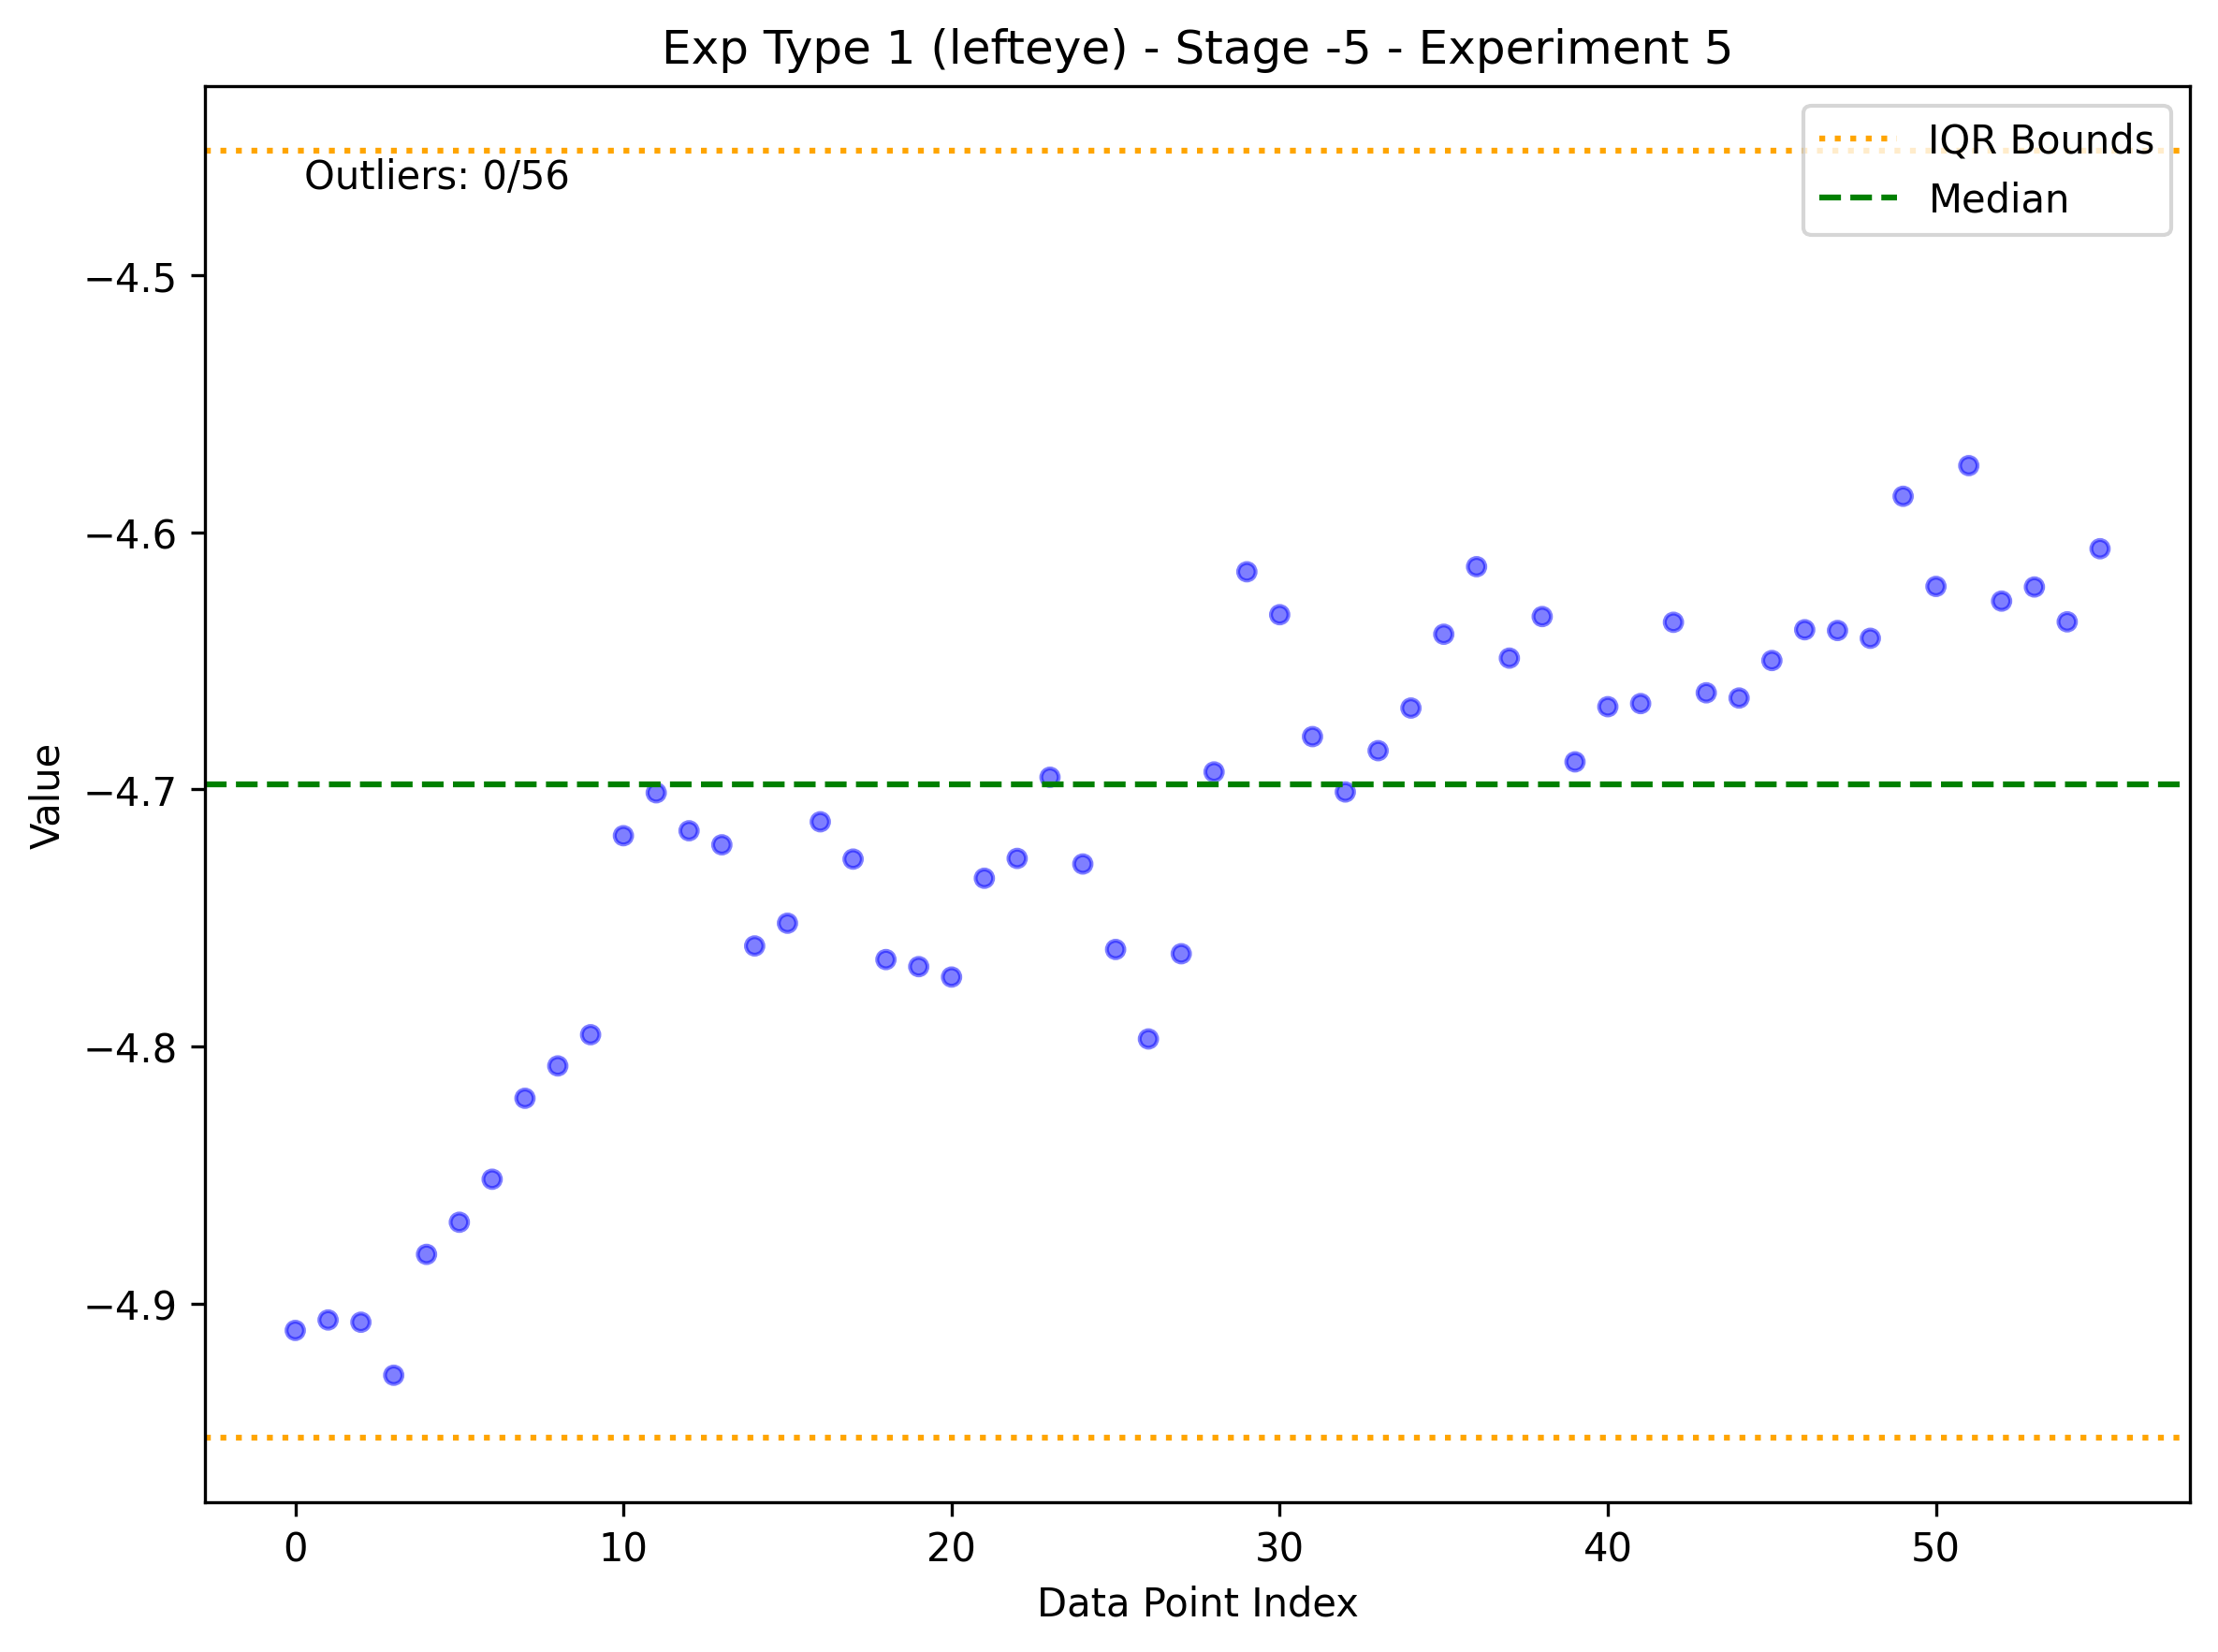 Exp Type 1 (lefteye) - Stage -5 - Experiment 5
IQR Bounds
Median
Outliers: 0/56
−4.5
−4.6
−4.7
−4.8
−4.9
Value
0 10 20 30 40 50
Data Point Index